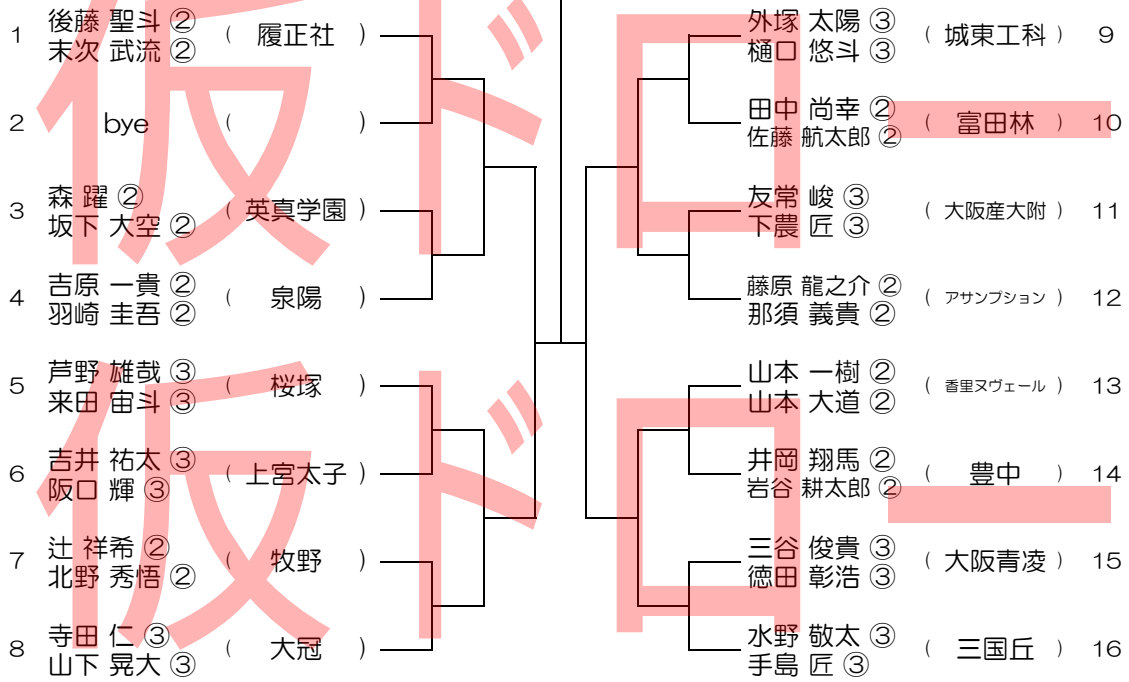 1 後藤 聖斗 ② ( 履正社 )
末次 武流 ②
2 bye ( )
3 森 躍 ② ( 英真学園 )
坂下 大空 ②
4 吉原 一貴 ② ( 泉陽 )
羽崎 圭吾 ②
5 芦野 雄哉 ③ ( 桜塚 )
来田 宙斗 ③
6 吉井 祐太 ③ ( 上宮太子 )
阪口 輝 ③
7 辻 祥希 ② ( 牧野 )
北野 秀悟 ②
8 寺田 仁 ③ ( 大冠 )
山下 晃大 ③
外塚 太陽 ③ ( 城東工科 ) 9
樋口 悠斗 ③
田中 尚幸 ② ( 富田林 ) 10
佐藤 航太郎 ②
友常 峻 ③ ( 大阪産大附 ) 11
下農 匠 ③
藤原 龍之介 ② ( アサンプション ) 12
那須 義貴 ②
山本 一樹 ② ( 香里ヌヴェール ) 13
山本 大道 ②
井岡 翔馬 ② ( 豊中 ) 14
岩谷 耕太郎 ②
三谷 俊貴 ③ ( 大阪青凌 ) 15
徳田 彰浩 ③
水野 敬太 ③ ( 三国丘 ) 16
手島 匠 ③
仮ドロー
仮ドロー